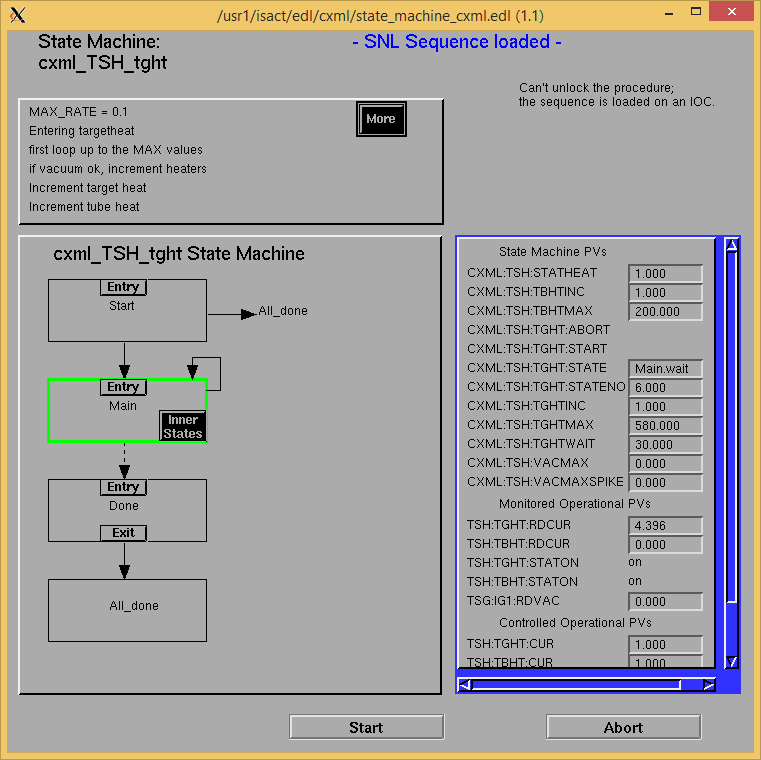 /usr1/isact/edl/cxml/state_machine_cxml.edl (1.1)
State Machine:
cxml_TSH_tght
- SNL Sequence loaded -
Can't unlock the procedure;
the sequence is loaded on an IOC.
MAX_RATE = 0.1
Entering targetheat
first loop up to the MAX values
if vacuum ok, increment heaters
Increment target heat
Increment tube heat
More
cxml_TSH_tght State Machine
Entry
Start
All_done
Entry
Main
Inner
States
Entry
Done
Exit
All_done
State Machine PVs
CXML:TSH:STATHEAT 1.000
CXML:TSH:TBHTINC 1.000
CXML:TSH:TBHTMAX 200.000
CXML:TSH:TGHT:ABORT
CXML:TSH:TGHT:START
CXML:TSH:TGHT:STATE Main.wait
CXML:TSH:TGHT:STATENO 6.000
CXML:TSH:TGHTINC 1.000
CXML:TSH:TGHTMAX 580.000
CXML:TSH:TGHTWAIT 30.000
CXML:TSH:VACMAX 0.000
CXML:TSH:VACMAXSPIKE 0.000
Monitored Operational PVs
TSH:TGHT:RDCUR 4.396
TSH:TBHT:RDCUR 0.000
TSH:TGHT:STATON on
TSH:TBHT:STATON on
TSG:IG1:RDVAC 0.000
Controlled Operational PVs
TSH:TGHT:CUR 1.000
TSH:TBHT:CUR 1.000
Start
Abort